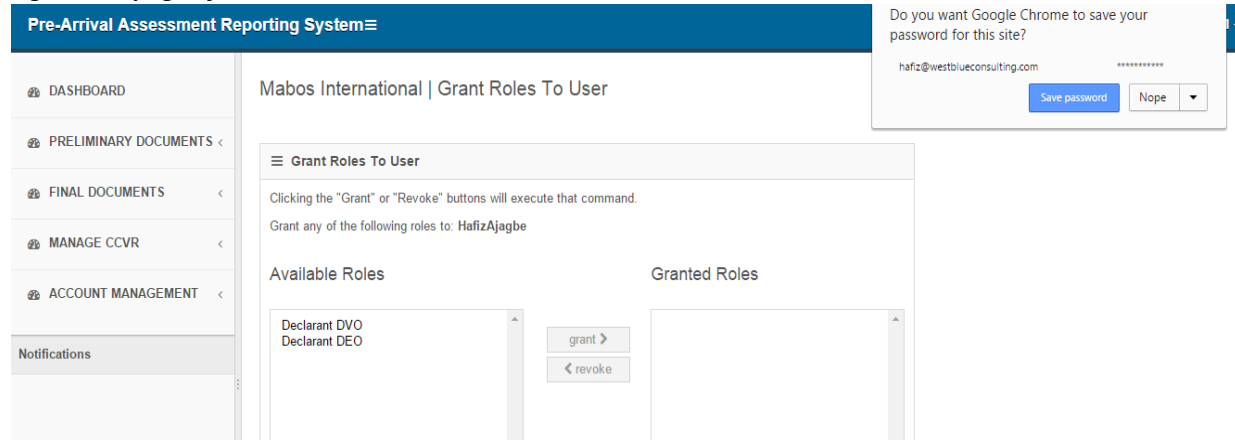 Pre-Arrival Assessment Reporting System≡
Do you want Google Chrome to save your
password for this site?
hafiz@westblueconsulting.com ***********
Save password Nope
DASHBOARD
PRELIMINARY DOCUMENTS <
FINAL DOCUMENTS <
MANAGE CCVR <
ACCOUNT MANAGEMENT <
Notifications
Mabos International | Grant Roles To User
≡ Grant Roles To User
Clicking the "Grant" or "Revoke" buttons will execute that command.
Grant any of the following roles to: HafizAjagbe
Available Roles
Declarant DVO
Declarant DEO
grant ❯
❮ revoke
Granted Roles